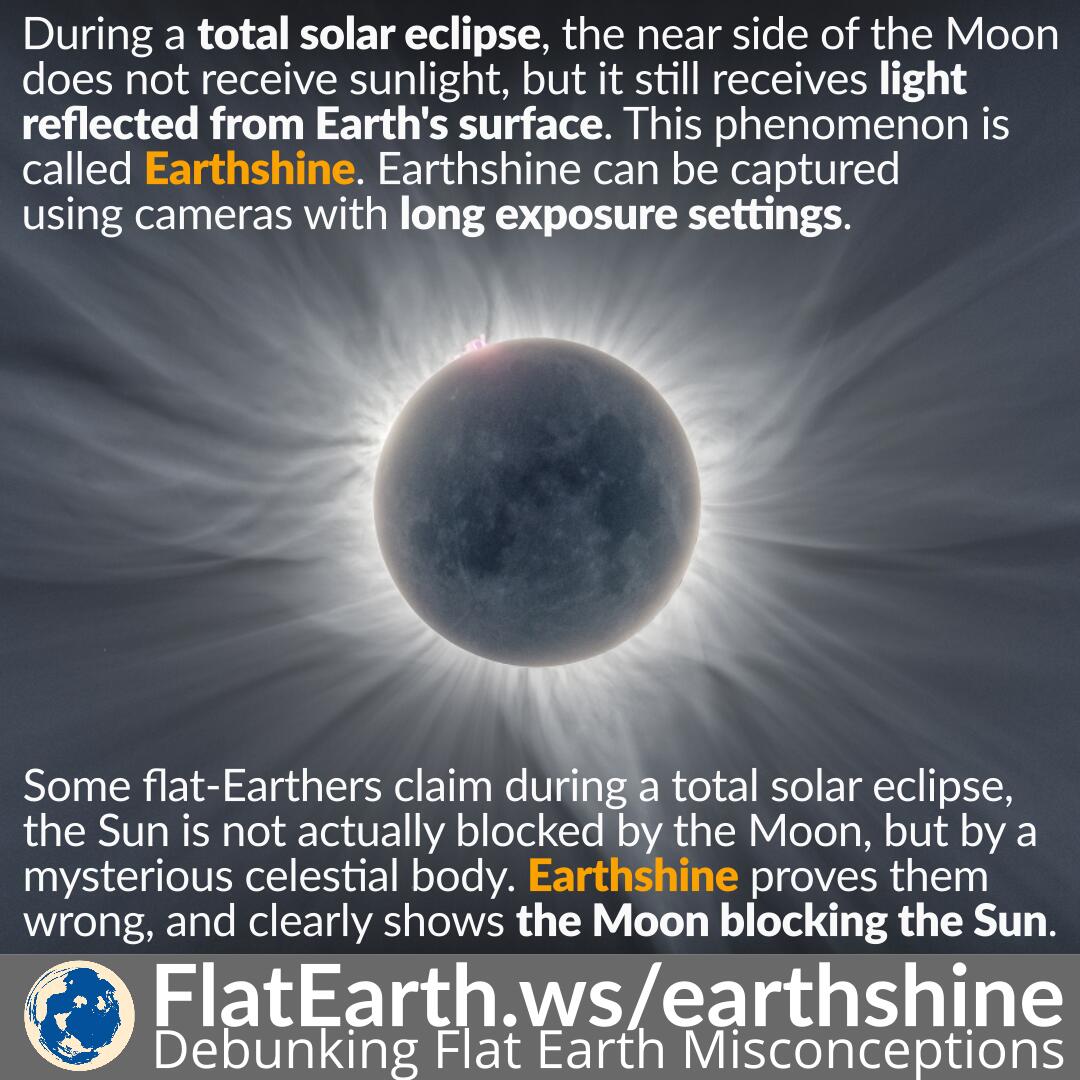 During a total solar eclipse, the near side of the Moon
does not receive sunlight, but it still receives light
reflected from Earth's surface. This phenomenon is
called Earthshine. Earthshine can be captured
using cameras with long exposure settings.
Some flat-Earthers claim during a total solar eclipse,
the Sun is not actually blocked by the Moon, but by a
mysterious celestial body. Earthshine proves them
wrong, and clearly shows the Moon blocking the Sun.
FlatEarth.ws/earthshine
Debunking Flat Earth Misconceptions